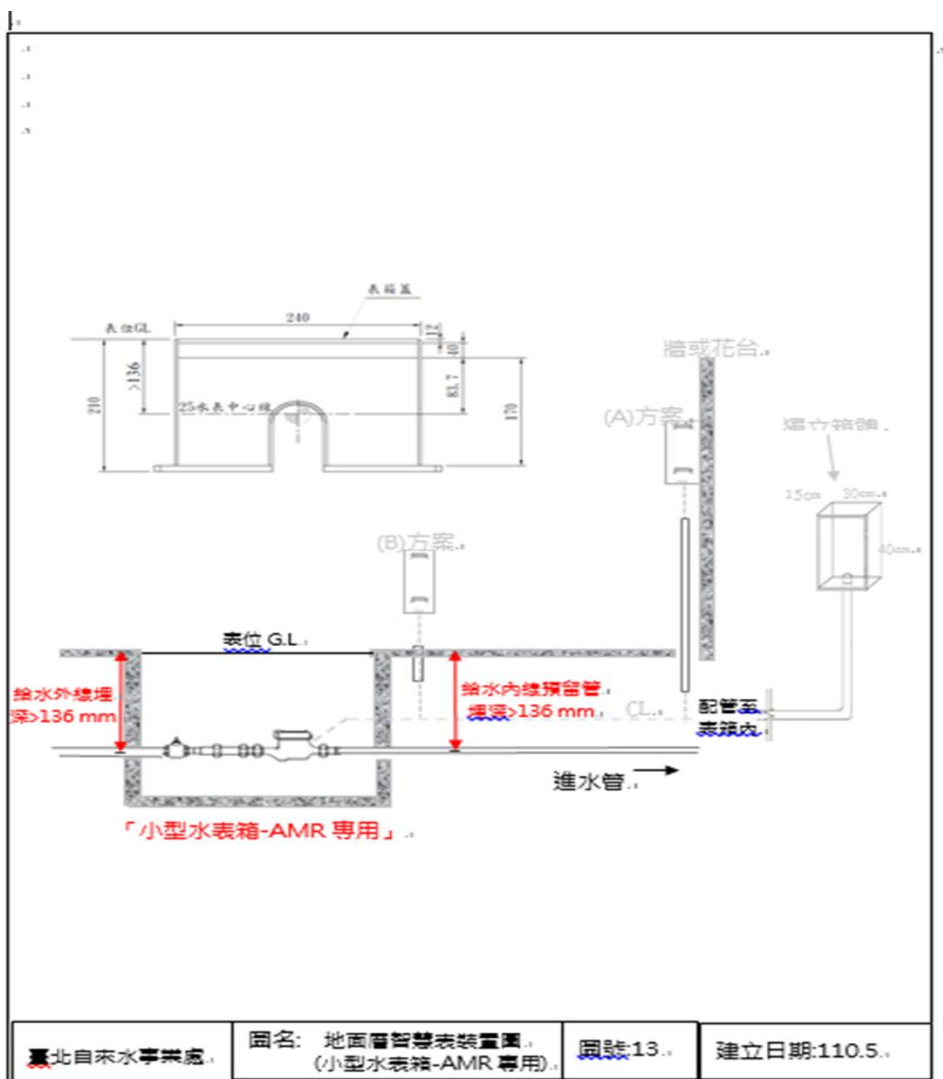 表箱蓋
240
表位GL
12
40
>136
83.7
210
170
25水表中心線
牆或花台
(A)方案
獨立箱體
15cm 30cm
40cm
(B)方案
表位 G.L
給水外線埋
深>136 mm
給水內線預留管
埋深>136 mm
CL
配管至
表箱內
進水管
「小型水表箱-AMR 專用」
臺北自來水事業處
圖名: 地面層智慧表裝置圖
(小型水表箱-AMR 專用)
圖號:13
建立日期:110.5